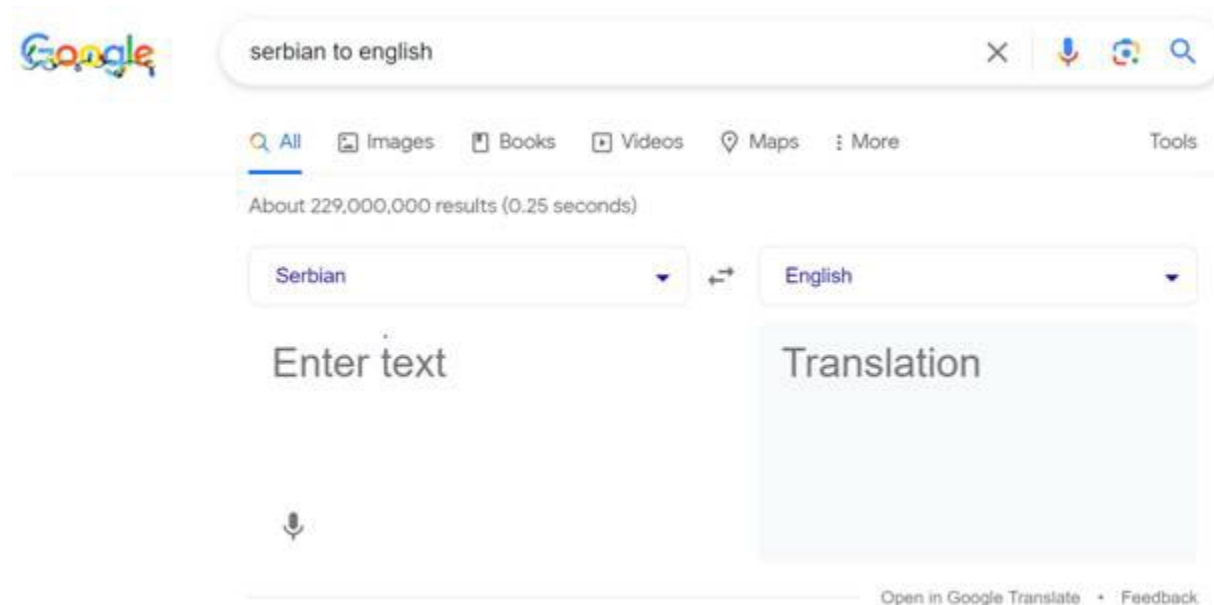 Google
serbian to english
All Images Books Videos Maps More Tools
About 229,000,000 results (0.25 seconds)
Serbian English
Enter text Translation
Open in Google Translate • Feedback